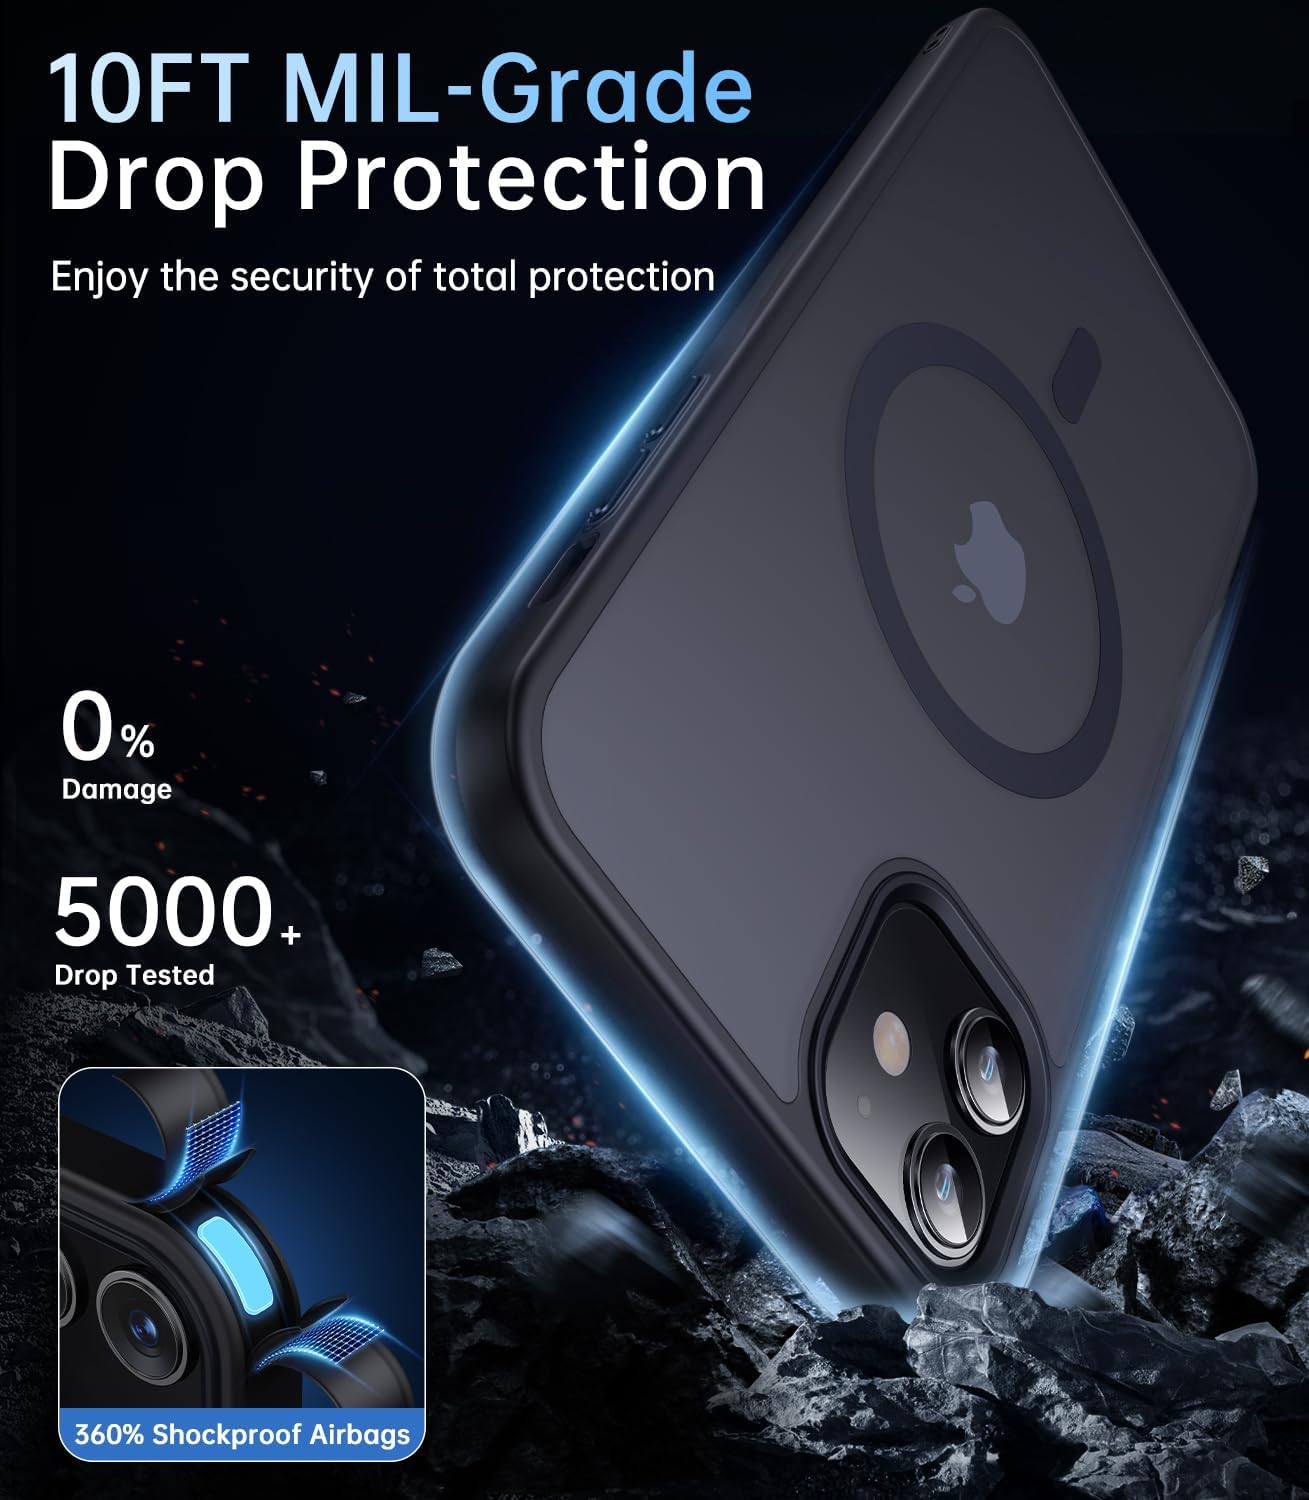 10FT MIL-Grade
Drop Protection
Enjoy the security of total protection
0%
Damage
5000+
Drop Tested
360% Shockproof Airbags